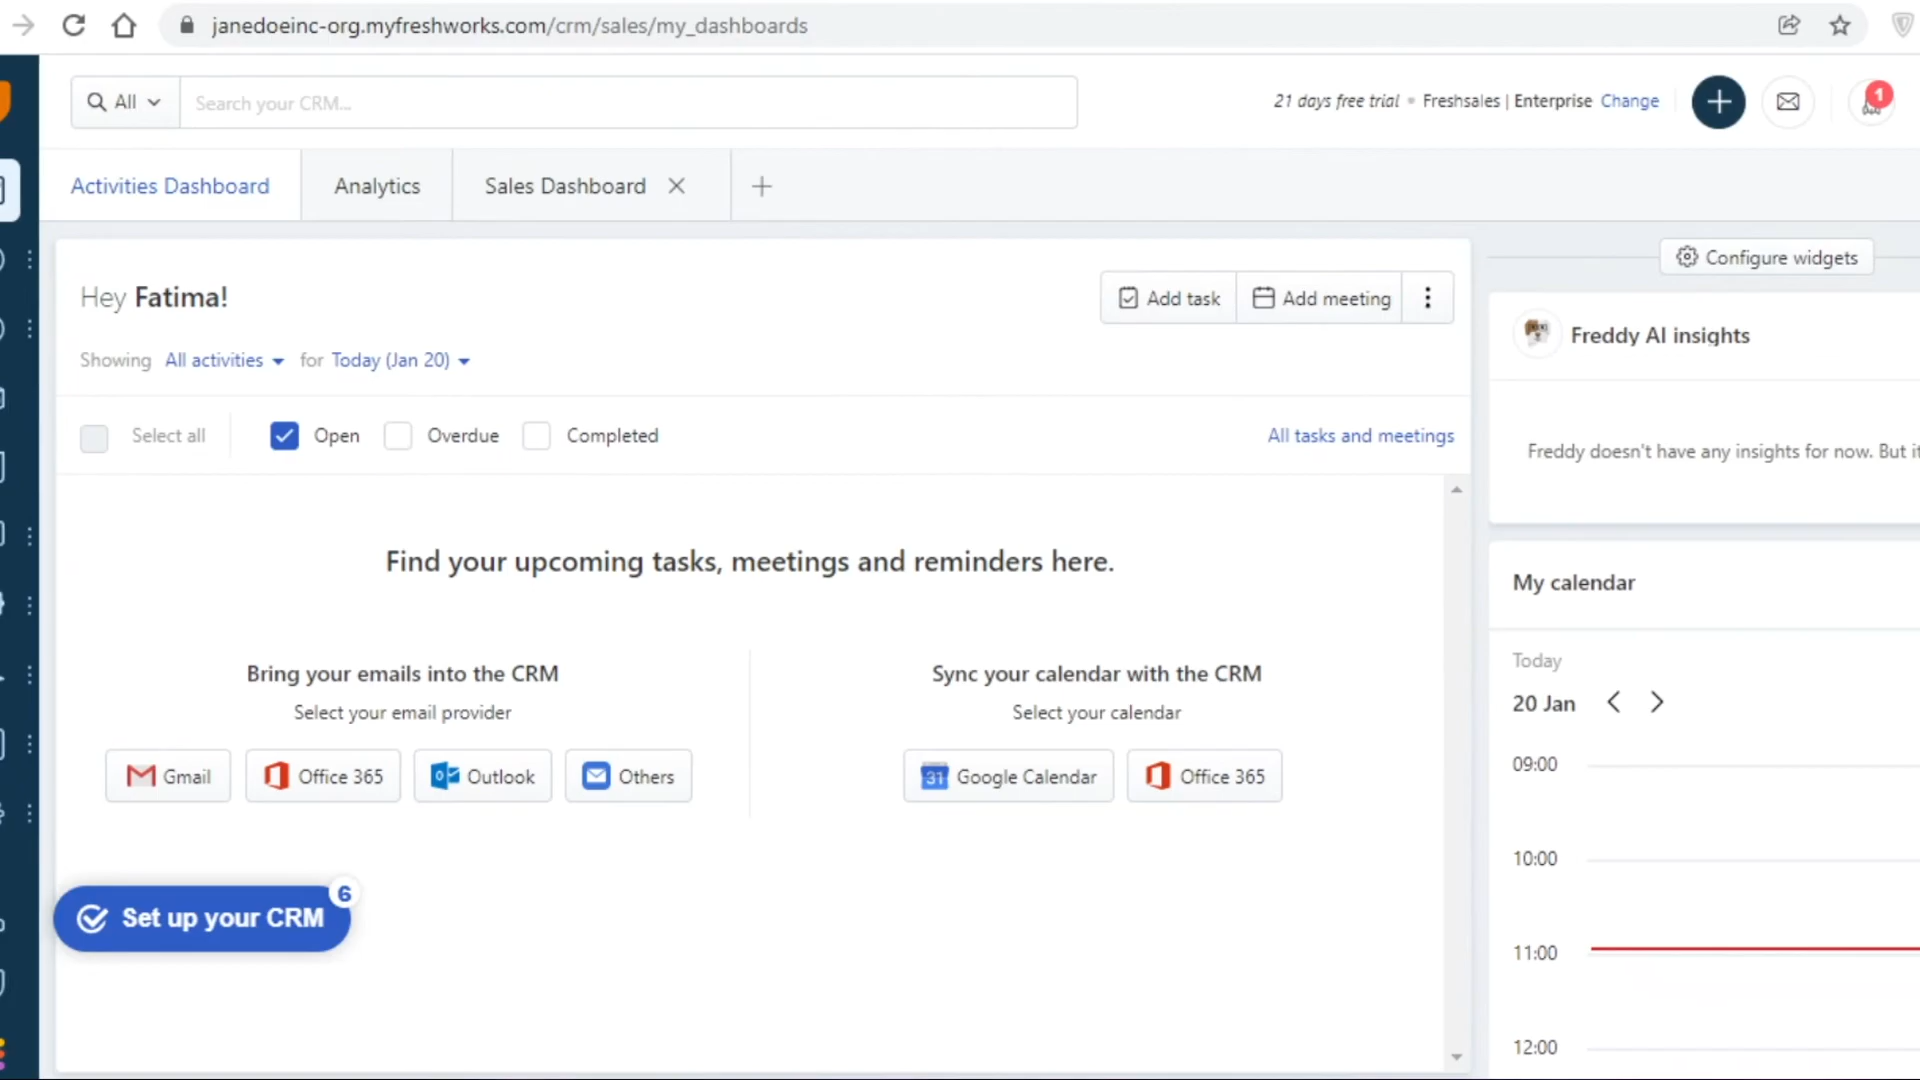 janedoeinc-org.myfreshworks.com/crm/sales/my_dashboards
All Search your CRM... 21 days free trial • Freshsales | Enterprise Change 1
Activities Dashboard Analytics Sales Dashboard
Configure widgets
Hey Fatima! Add task Add meeting
Freddy AI insights
Showing All activities for Today (Jan 20)
Select all Open Overdue Completed All tasks and meetings
Freddy doesn't have any insights for now. But
Find your upcoming tasks, meetings and reminders here.
My calendar
Bring your emails into the CRM Sync your calendar with the CRM
Today
Select your email provider Select your calendar
20 Jan
Gmail Office 365 Outlook Others 31 Google Calendar Office 365
09:00
10:00
6
Set up your CRM
11:00
12:00